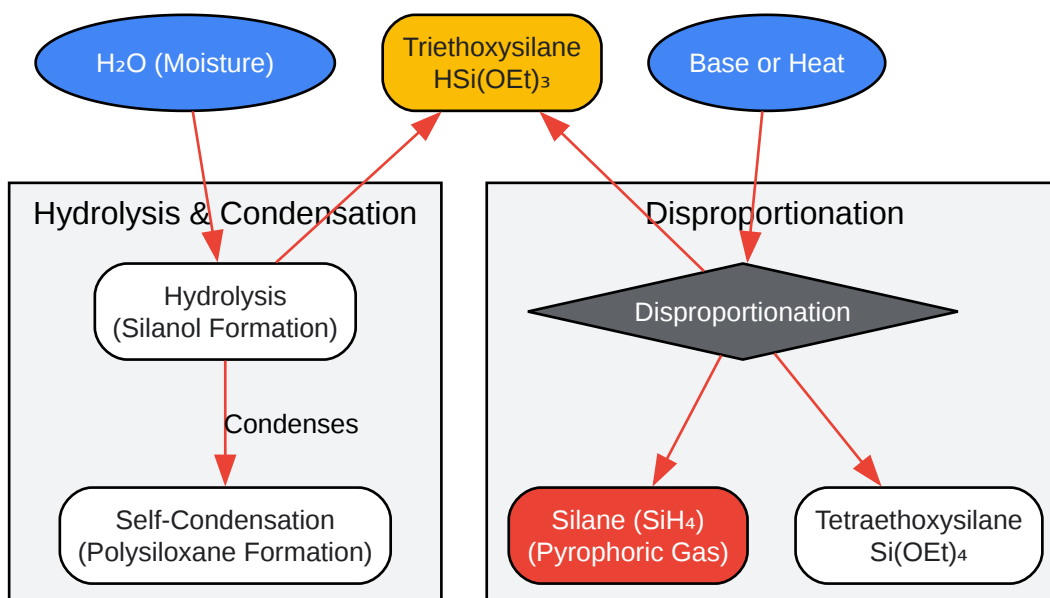 H₂O (Moisture)
Triethoxysilane
HSi(OEt)₃
Base or Heat
Hydrolysis & Condensation
Disproportionation
Hydrolysis
(Silanol Formation)
Disproportionation
Condenses
Self-Condensation
(Polysiloxane Formation)
Silane (SiH₄)
(Pyrophoric Gas)
Tetraethoxysilane
Si(OEt)₄